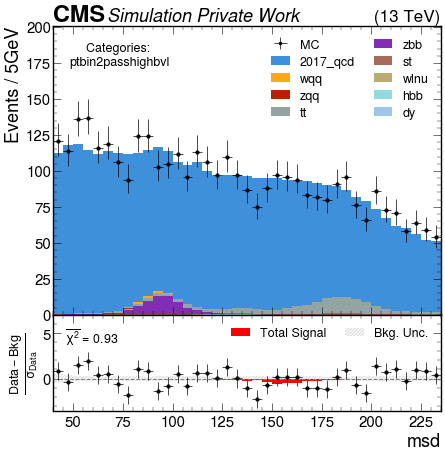 CMS Simulation Private Work (13 TeV)
Events / 5GeV
200
175
150
125
100
75
50
25
0
Categories:
ptbin2passhighbvl
MC
2017_qcd
wqq
zqq
tt
zbb
st
wlnu
hbb
dy
Data − Bkg
σData
5
0
χ² = 0.93
Total Signal
Bkg. Unc.
50 75 100 125 150 175 200 225
msd